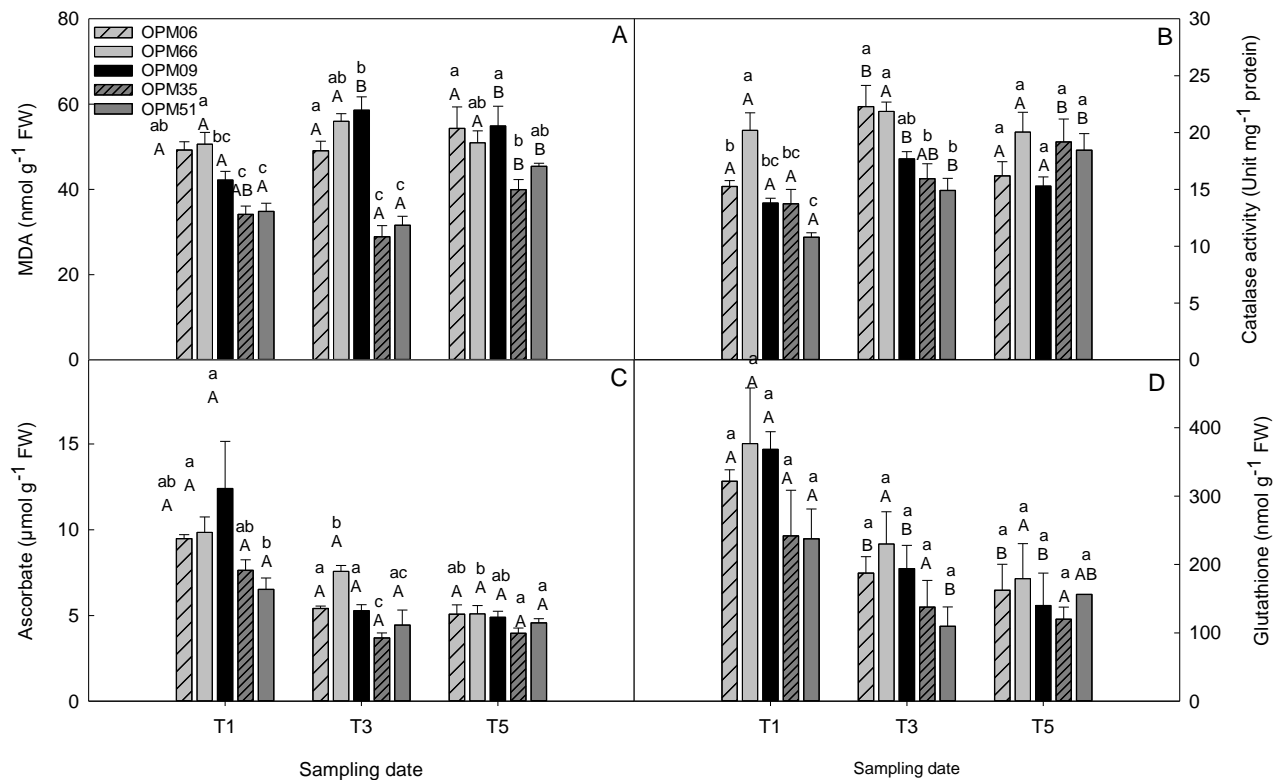 80
60
40
20
0
MDA (nmol g⁻¹ FW)
OPM06
OPM66
OPM09
OPM35
OPM51
A
ab
A
a
A
bc
A
c
AB
c
A
a
A
ab
A
b
B
c
A
c
A
a
A
ab
A
a
B
b
B
ab
B
B
30
25
20
15
10
5
0
Catalase activity (Unit mg⁻¹ protein)
b
A
a
A
bc
A
bc
A
c
A
a
B
a
A
ab
B
b
AB
b
B
a
A
a
A
a
A
a
B
a
B
C
15
10
5
0
Ascorbate (µmol g⁻¹ FW)
ab
A
a
A
a
A
ab
A
b
A
a
A
b
A
a
A
c
A
ac
A
ab
A
b
A
ab
A
a
A
a
A
T1
T3
T5
Sampling date
D
400
300
200
100
0
Glutathione (nmol g⁻¹ FW)
a
A
a
A
a
A
a
A
a
A
a
B
a
A
a
B
a
A
a
B
a
B
a
A
a
B
a
A
a
AB
T1
T3
T5
Sampling date